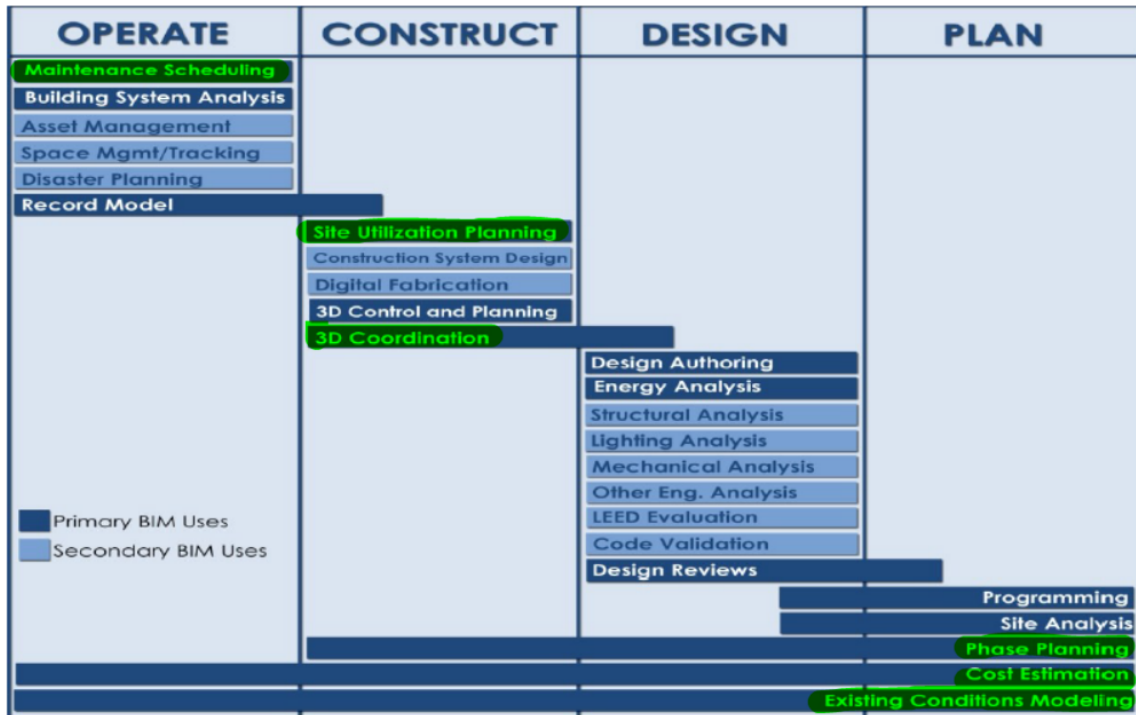 OPERATE CONSTRUCT DESIGN PLAN
Maintenance Scheduling
Building System Analysis
Asset Management
Space Mgmt/Tracking
Disaster Planning
Record Model
Site Utilization Planning
Construction System Design
Digital Fabrication
3D Control and Planning
3D Coordination
Design Authoring
Energy Analysis
Structural Analysis
Lighting Analysis
Mechanical Analysis
Other Eng. Analysis
LEED Evaluation
Code Validation
Design Reviews
Primary BIM Uses
Secondary BIM Uses
Programming
Site Analysis
Phase Planning
Cost Estimation
Existing Conditions Modeling